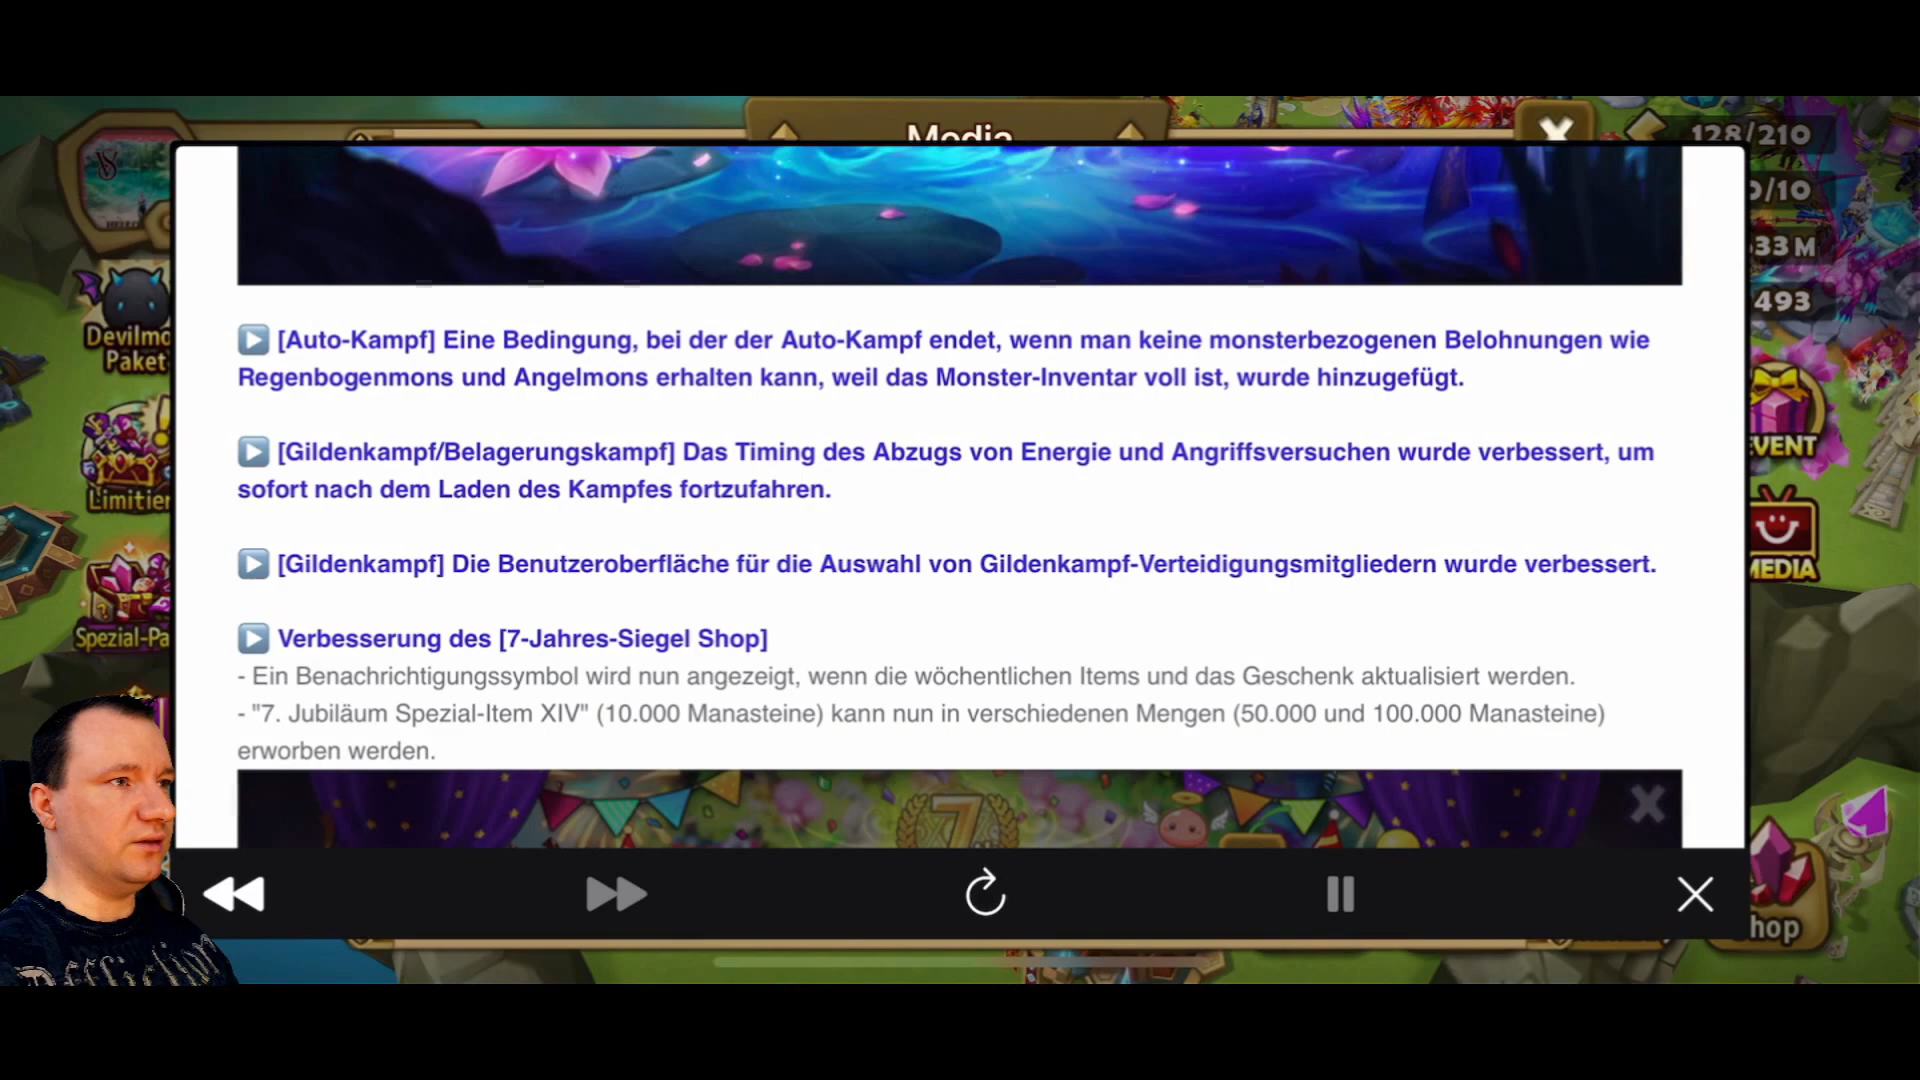 Media
128/210
0/10
33M
493
Devilmo
Paket
Limitier
Spezial-Pa
[Auto-Kampf] Eine Bedingung, bei der der Auto-Kampf endet, wenn man keine monsterbezogenen Belohnungen wie
Regenbogenmons und Angelmons erhalten kann, weil das Monster-Inventar voll ist, wurde hinzugefügt.
[Gildenkampf/Belagerungskampf] Das Timing des Abzugs von Energie und Angriffsversuchen wurde verbessert, um
sofort nach dem Laden des Kampfes fortzufahren.
[Gildenkampf] Die Benutzeroberfläche für die Auswahl von Gildenkampf-Verteidigungsmitgliedern wurde verbessert.
Verbesserung des [7-Jahres-Siegel Shop]
- Ein Benachrichtigungssymbol wird nun angezeigt, wenn die wöchentlichen Items und das Geschenk aktualisiert werden.
- "7. Jubiläum Spezial-Item XIV" (10.000 Manasteine) kann nun in verschiedenen Mengen (50.000 und 100.000 Manasteine)
erworben werden.
7
EVENT
MEDIA
hop